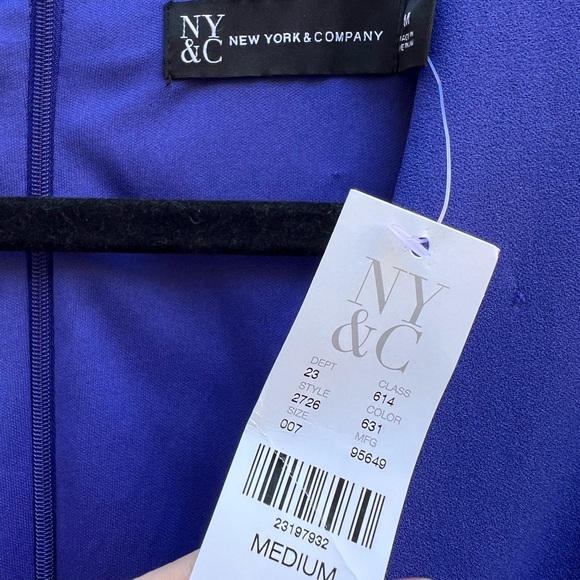 NY
&C NEW YORK & COMPANY
M
NY
&C
DEPT CLASS
23 614
STYLE COLOR
2726 631
SIZE MFG
007 95649
23197932
MEDIUM